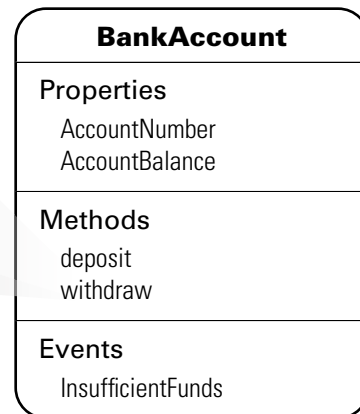 BankAccount
Properties
AccountNumber
AccountBalance
Methods
deposit
withdraw
Events
InsufficientFunds